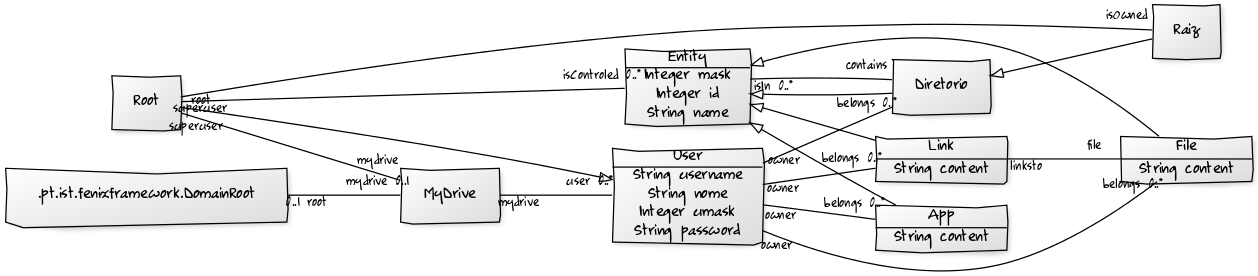 isOwned
Raiz
Entity
Integer mask
Integer id
String name
isControled 0..*
contains
isIn 0..*
belongs 0..*
Diretorio
Root
root
superuser
superuser
mydrive
mydrive 0..1
.pt.ist.fenixframework.DomainRoot
0..1 root
MyDrive
mydrive
user 0..*
User
String username
String nome
Integer umask
String password
owner
owner
owner
owner
belongs 0..*
Link
String content
linksto
file
File
String content
belongs 0..*
belongs 0..*
App
String content